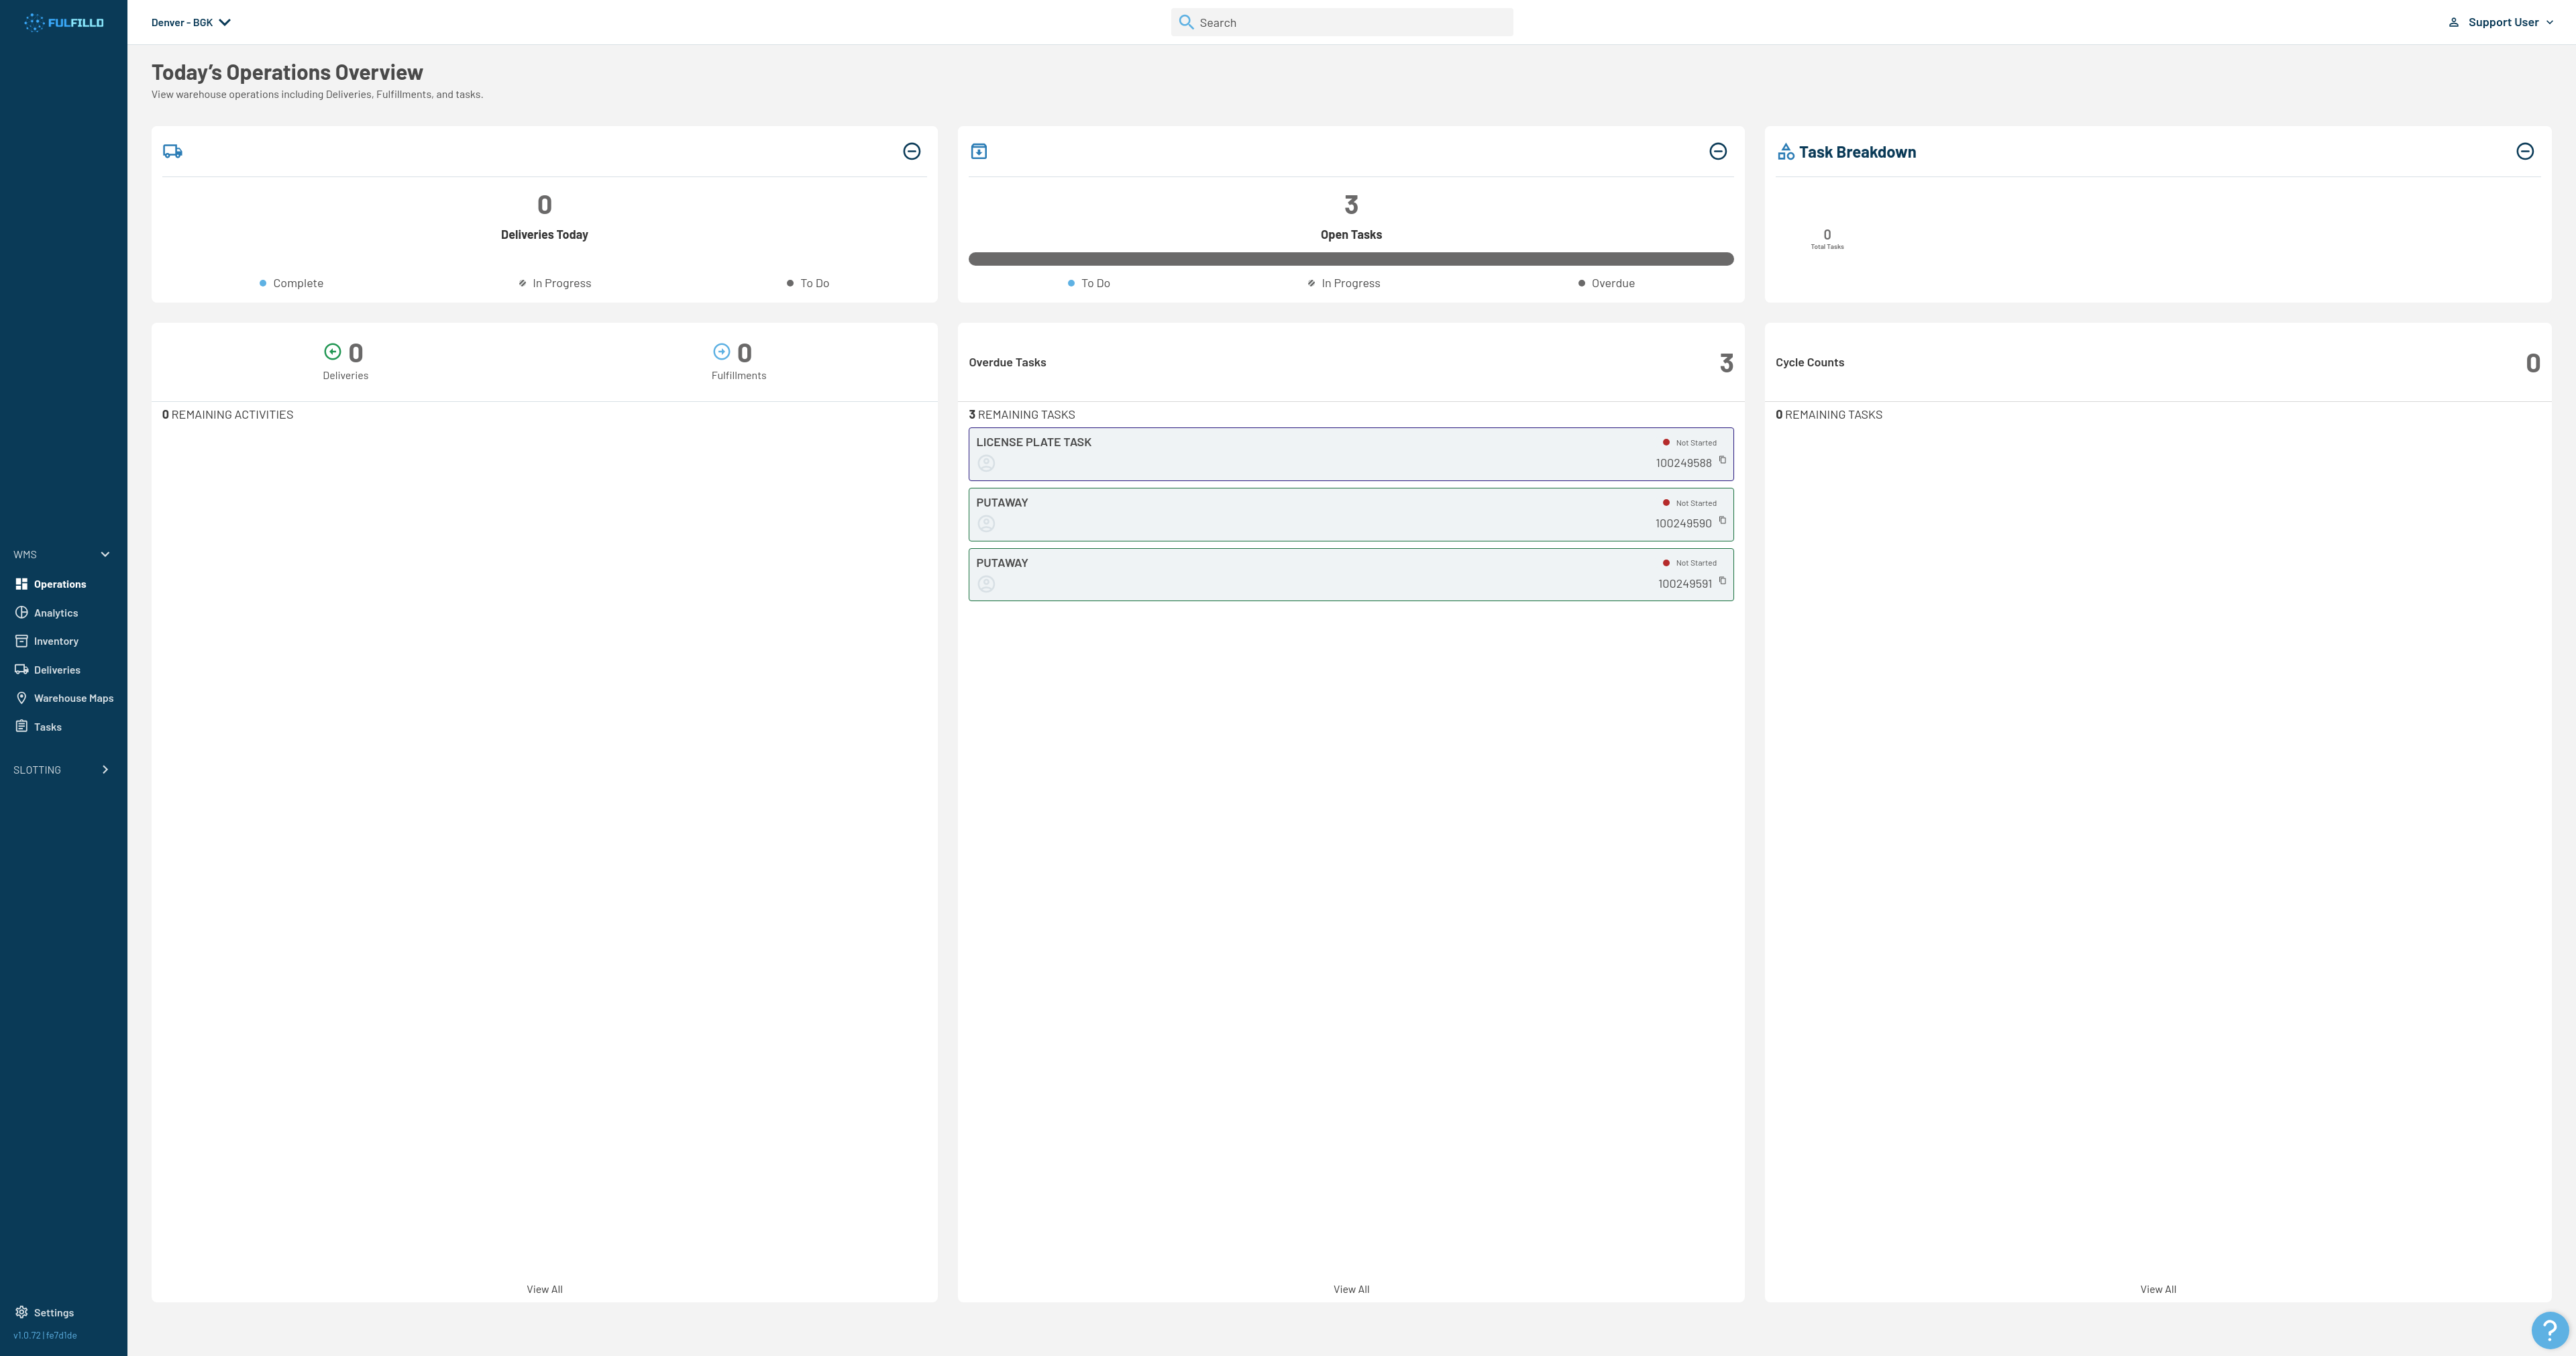 FULFILLD
Denver - BGK
Search
Support User
Today's Operations Overview
View warehouse operations including Deliveries, Fulfillments, and tasks.
0
Deliveries Today
Complete
In Progress
To Do
3
Open Tasks
To Do
In Progress
Overdue
Task Breakdown
0
Total Tasks
0
Deliveries
0
Fulfillments
0 REMAINING ACTIVITIES
View All
Overdue Tasks
3
3 REMAINING TASKS
LICENSE PLATE TASK
Not Started
100249588
PUTAWAY
Not Started
100249590
PUTAWAY
Not Started
100249591
View All
Cycle Counts
0
0 REMAINING TASKS
View All
WMS
Operations
Analytics
Inventory
Deliveries
Warehouse Maps
Tasks
SLOTTING
Settings
v1.0.72 | fe7d1de
?